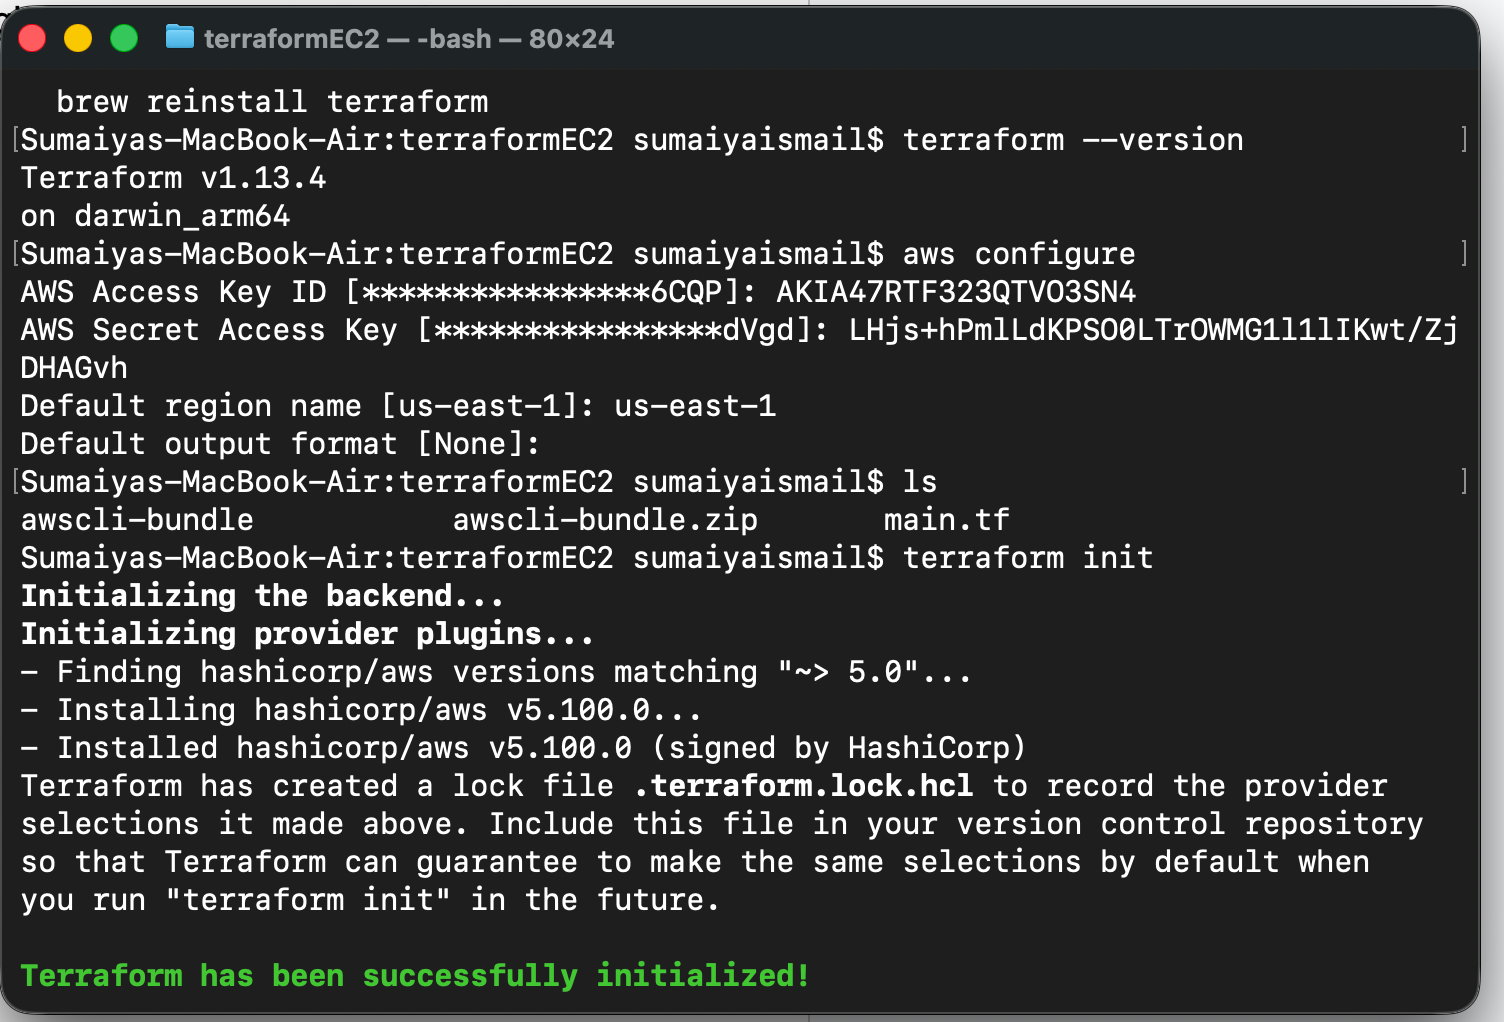 terraformEC2 — -bash — 80×24
brew reinstall terraform
[Sumaiyas-MacBook-Air:terraformEC2 sumaiyaismail$ terraform --version ]
Terraform v1.13.4
on darwin_arm64
[Sumaiyas-MacBook-Air:terraformEC2 sumaiyaismail$ aws configure ]
AWS Access Key ID [****************6CQP]: AKIA47RTF323QTVO3SN4
AWS Secret Access Key [****************dVgd]: LHjs+hPmlLdKPSO0LTrOWMG1l1lIKwt/Zj
DHAGvh
Default region name [us-east-1]: us-east-1
Default output format [None]:
[Sumaiyas-MacBook-Air:terraformEC2 sumaiyaismail$ ls ]
awscli-bundle awscli-bundle.zip main.tf
Sumaiyas-MacBook-Air:terraformEC2 sumaiyaismail$ terraform init
Initializing the backend...
Initializing provider plugins...
- Finding hashicorp/aws versions matching "~> 5.0"...
- Installing hashicorp/aws v5.100.0...
- Installed hashicorp/aws v5.100.0 (signed by HashiCorp)
Terraform has created a lock file .terraform.lock.hcl to record the provider
selections it made above. Include this file in your version control repository
so that Terraform can guarantee to make the same selections by default when
you run "terraform init" in the future.
Terraform has been successfully initialized!